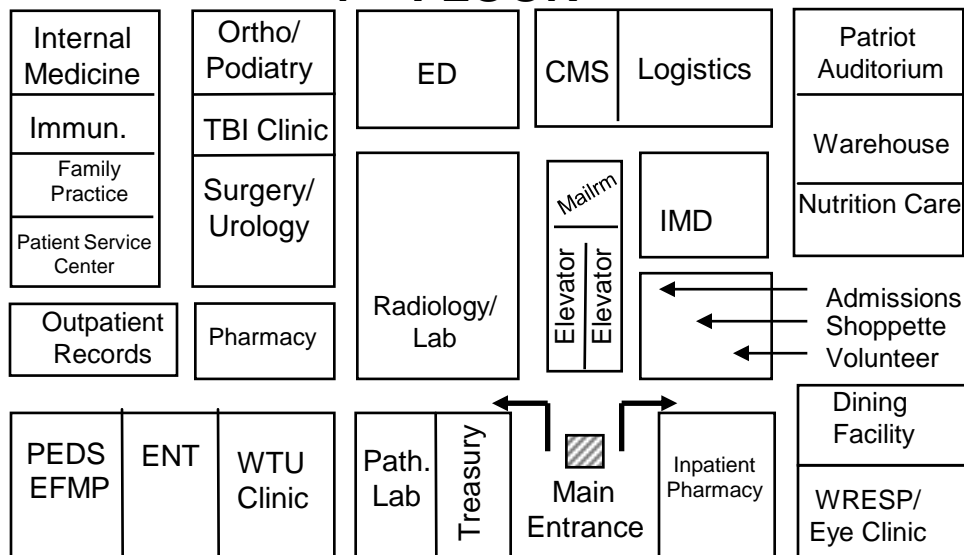 Internal
Medicine
Immun.
Family
Practice
Patient Service
Center
Ortho/
Podiatry
TBI Clinic
Surgery/
Urology
ED
CMS
Logistics
Patriot
Auditorium
Warehouse
Nutrition Care
Mailrm
Elevator
Elevator
IMD
Radiology/
Lab
Outpatient
Records
Pharmacy
Admissions
Shoppette
Volunteer
PEDS
EFMP
ENT
WTU
Clinic
Path.
Lab
Treasury
Main
Entrance
Inpatient
Pharmacy
Dining
Facility
WRESP/
Eye Clinic